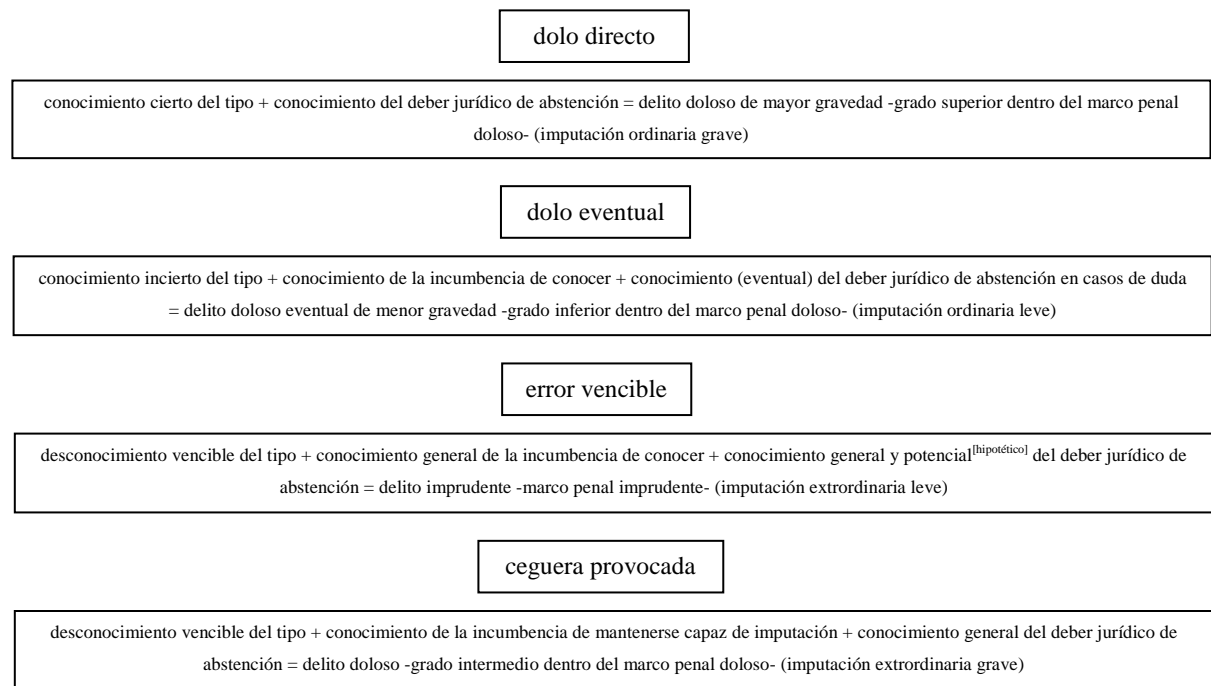 dolo directo
conocimiento cierto del tipo + conocimiento del deber jurídico de abstención = delito doloso de mayor gravedad -grado superior dentro del marco penal
doloso- (imputación ordinaria grave)
dolo eventual
conocimiento incierto del tipo + conocimiento de la incumbencia de conocer + conocimiento (eventual) del deber jurídico de abstención en casos de duda
= delito doloso eventual de menor gravedad -grado inferior dentro del marco penal doloso- (imputación ordinaria leve)
error vencible
desconocimiento vencible del tipo + conocimiento general de la incumbencia de conocer + conocimiento general y potencial[hipotético] del deber jurídico de
abstención = delito imprudente -marco penal imprudente- (imputación extrordinaria leve)
ceguera provocada
desconocimiento vencible del tipo + conocimiento de la incumbencia de mantenerse capaz de imputación + conocimiento general del deber jurídico de
abstención = delito doloso -grado intermedio dentro del marco penal doloso- (imputación extrordinaria grave)